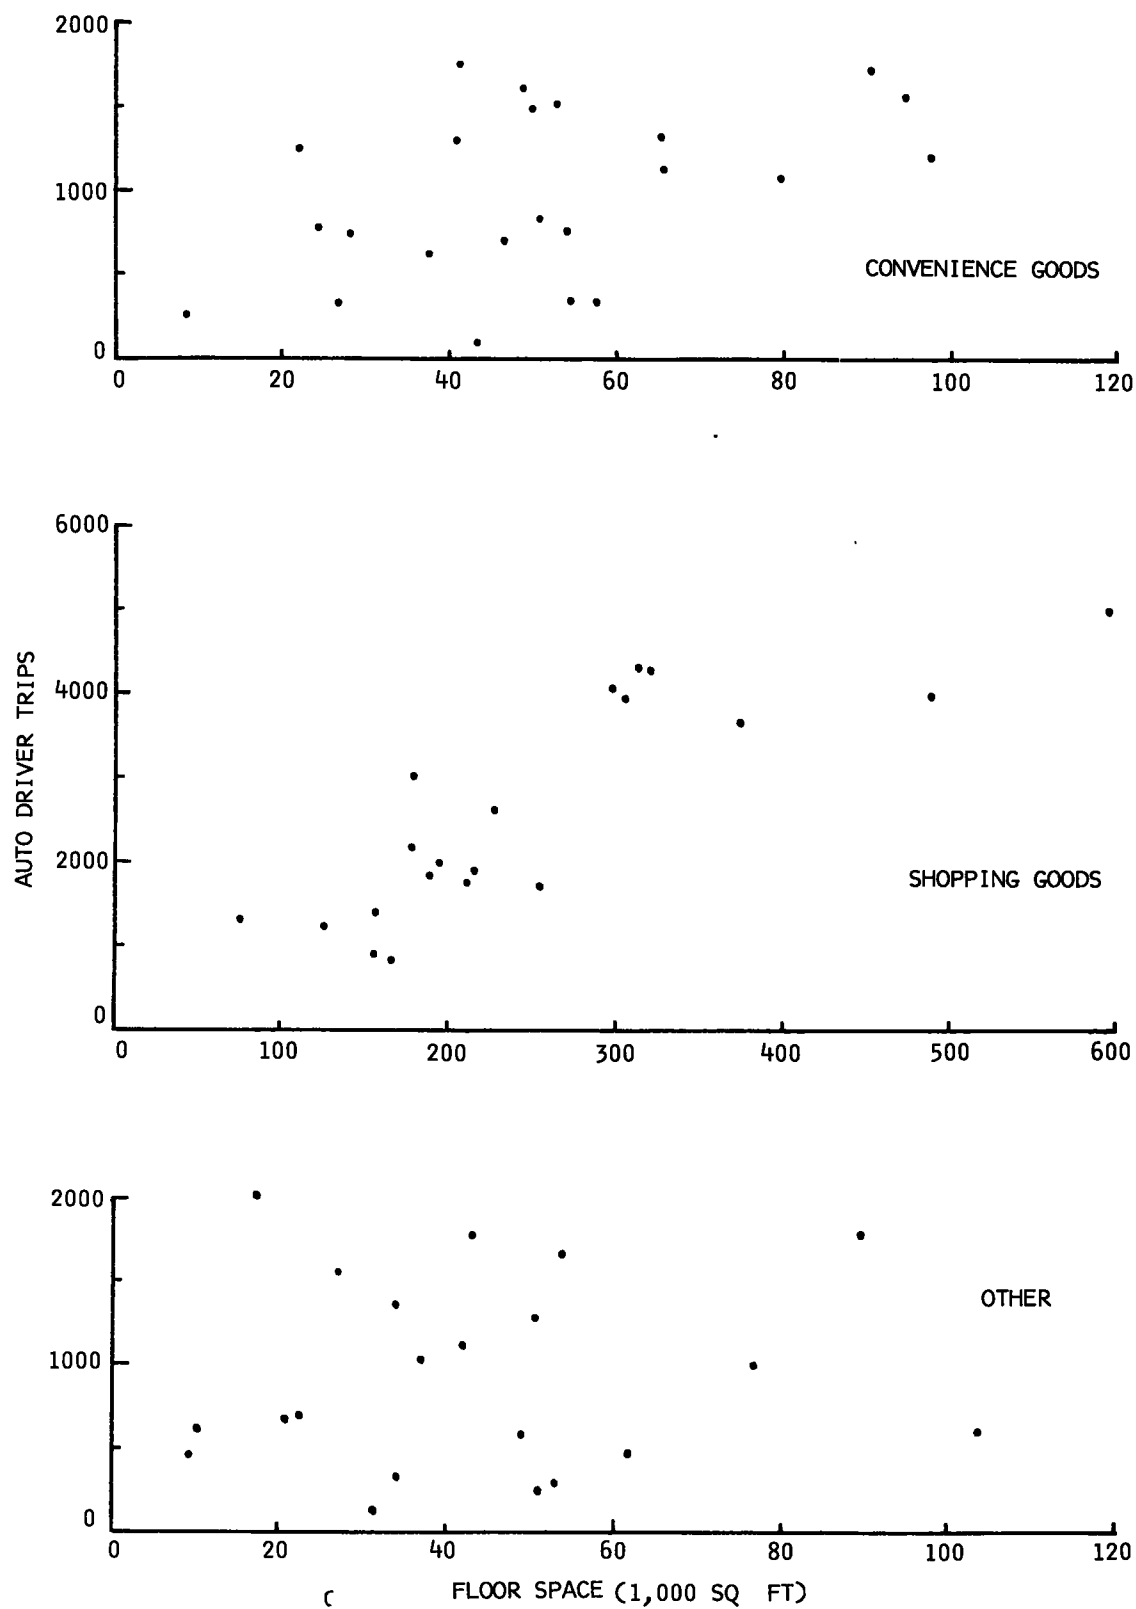 2000
1000
CONVENIENCE GOODS
0
0 20 40 60 80 100 120
6000
4000
AUTO DRIVER TRIPS
2000
SHOPPING GOODS
0
0 100 200 300 400 500 600
2000
OTHER
1000
0
0 20 40 60 80 100 120
FLOOR SPACE (1,000 SQ FT)